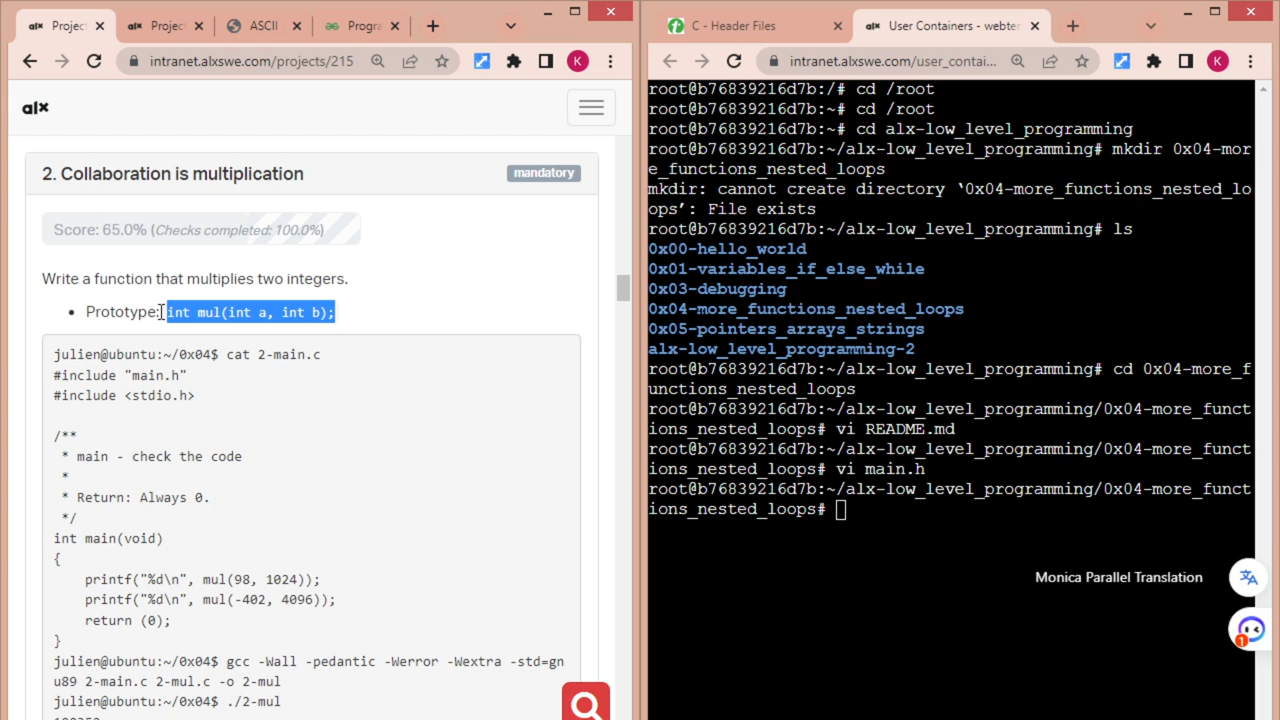 Projec
Projec
ASCII
Progra
intranet.alxswe.com/projects/215
K
alx
2. Collaboration is multiplication
mandatory
Score: 65.0% (Checks completed: 100.0%)
Write a function that multiplies two integers.
• Prototype: int mul(int a, int b);
julien@ubuntu:~/0x04$ cat 2-main.c
#include "main.h"
#include <stdio.h>
/**
 * main - check the code
 *
 * Return: Always 0.
 */
int main(void)
{
    printf("%d\n", mul(98, 1024));
    printf("%d\n", mul(-402, 4096));
    return (0);
}
julien@ubuntu:~/0x04$ gcc -Wall -pedantic -Werror -Wextra -std=gn
u89 2-main.c 2-mul.c -o 2-mul
julien@ubuntu:~/0x04$ ./2-mul
C - Header Files
User Containers - webter
intranet.alxswe.com/user_contai...
K
root@b76839216d7b:/# cd /root
root@b76839216d7b:~# cd /root
root@b76839216d7b:~# cd alx-low_level_programming
root@b76839216d7b:~/alx-low_level_programming# mkdir 0x04-mor
e_functions_nested_loops
mkdir: cannot create directory ‘0x04-more_functions_nested_lo
ops’: File exists
root@b76839216d7b:~/alx-low_level_programming# ls
0x00-hello_world
0x01-variables_if_else_while
0x03-debugging
0x04-more_functions_nested_loops
0x05-pointers_arrays_strings
alx-low_level_programming-2
root@b76839216d7b:~/alx-low_level_programming# cd 0x04-more_f
unctions_nested_loops
root@b76839216d7b:~/alx-low_level_programming/0x04-more_funct
ions_nested_loops# vi README.md
root@b76839216d7b:~/alx-low_level_programming/0x04-more_funct
ions_nested_loops# vi main.h
root@b76839216d7b:~/alx-low_level_programming/0x04-more_funct
ions_nested_loops#
Monica Parallel Translation
1